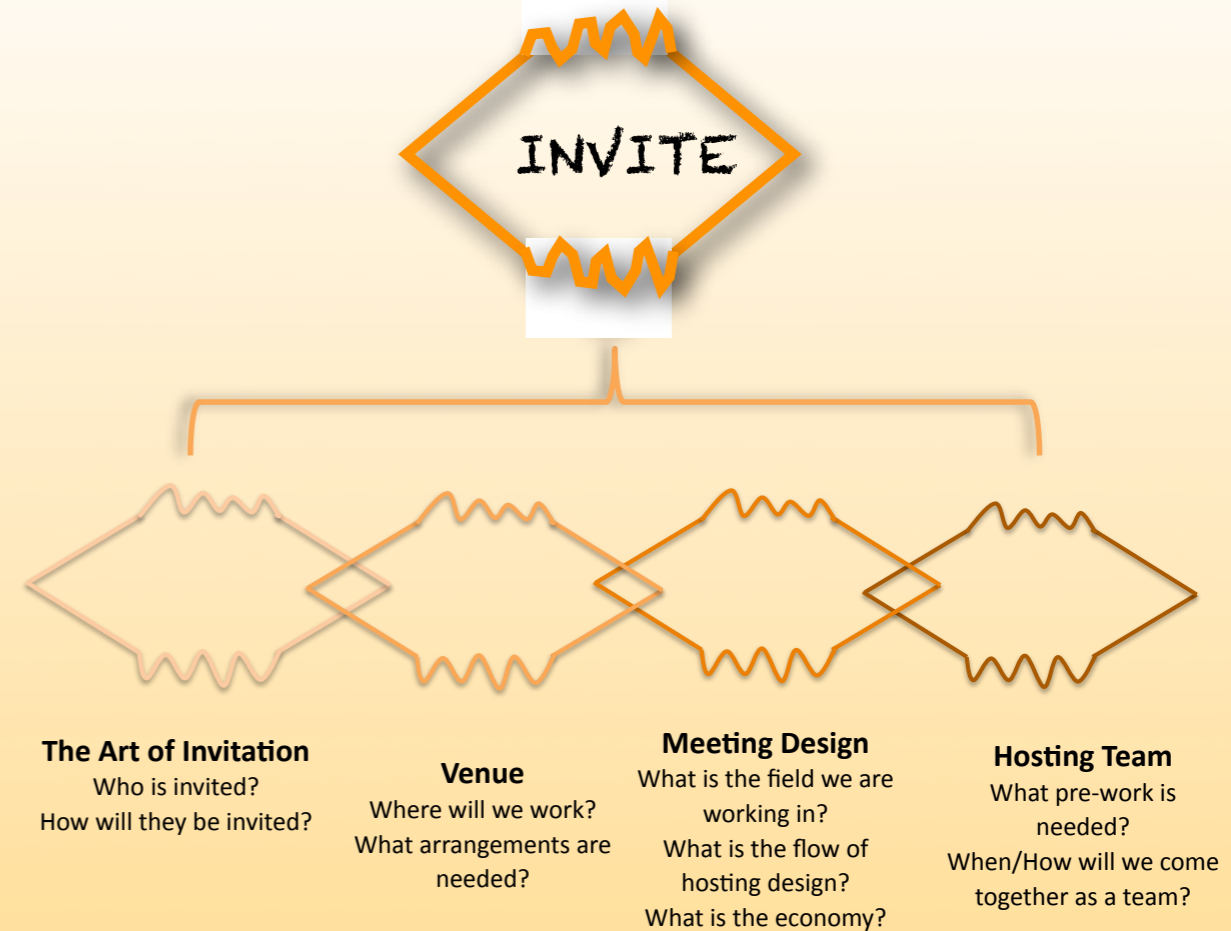 INVITE
The Art of Invitation
Who is invited?
How will they be invited?
Venue
Where will we work?
What arrangements are
needed?
Meeting Design
What is the field we are
working in?
What is the flow of
hosting design?
What is the economy?
Hosting Team
What pre-work is
needed?
When/How will we come
together as a team?